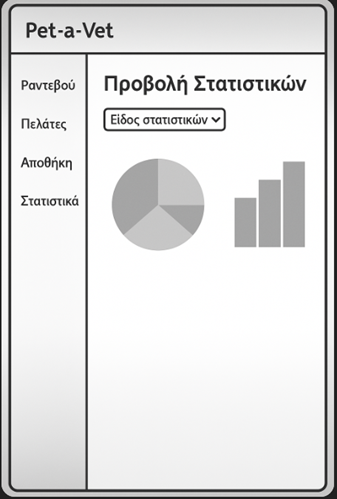 Pet-a-Vet
Ραντεβού
Πελάτες
Αποθήκη
Στατιστικά
Προβολή Στατιστικών
Είδος στατιστικών